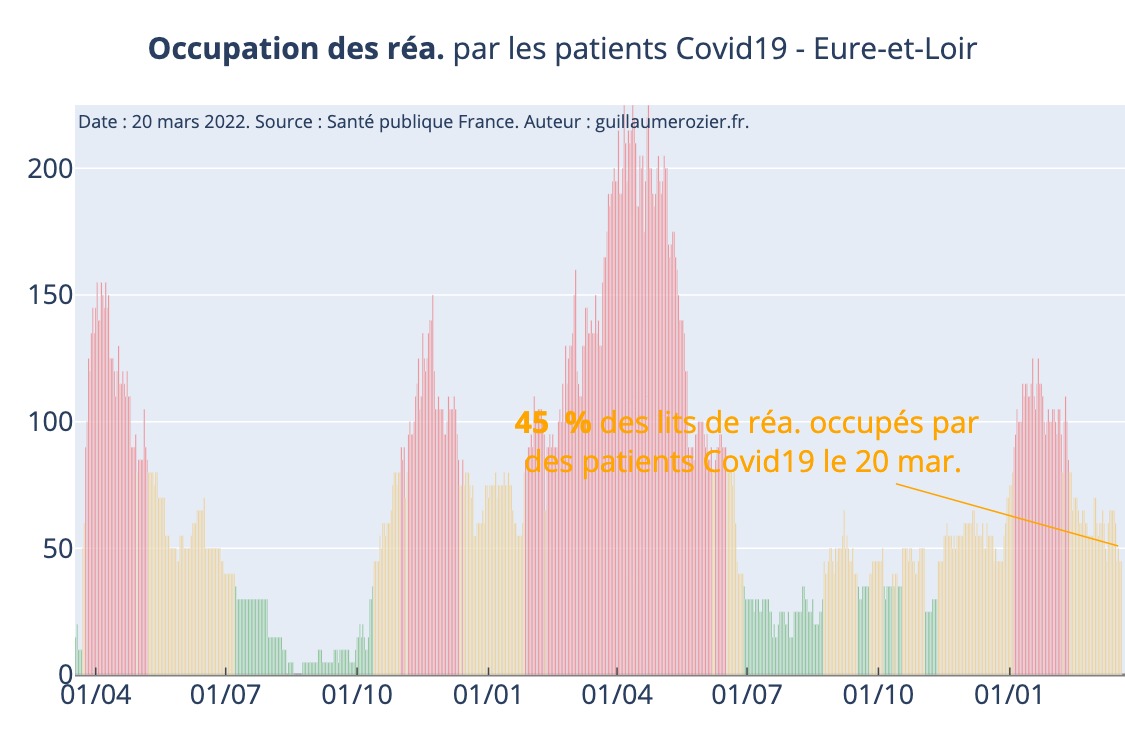 Occupation des réa. par les patients Covid19 - Eure-et-Loir
Date : 20 mars 2022. Source : Santé publique France. Auteur : guillaumerozier.fr.
200
150
100
50
0
45 % des lits de réa. occupés par
des patients Covid19 le 20 mar.
01/04 01/07 01/10 01/01 01/04 01/07 01/10 01/01